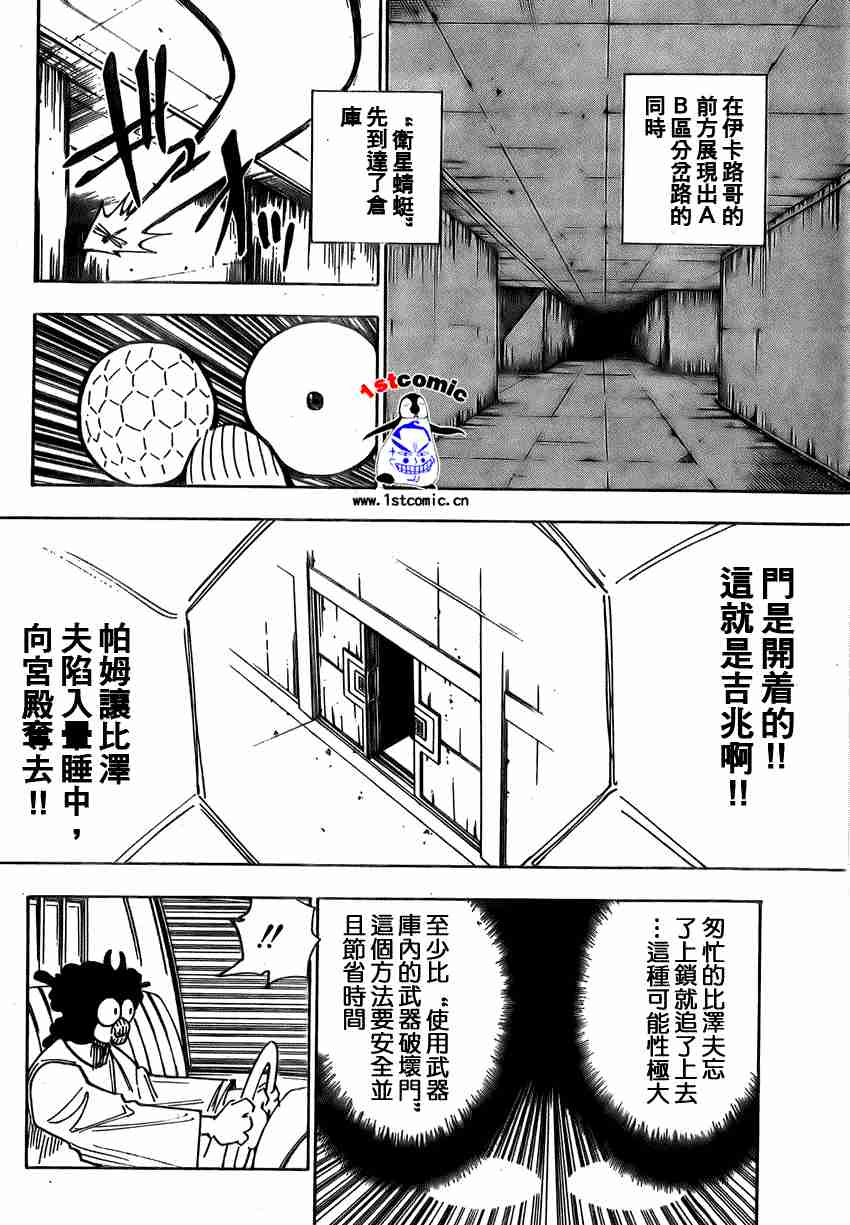 在伊卡路哥的
前方展現出A
B區分岔路的
同時
“衛星蜻蜓”
先到達了倉
庫
1stcomic
www.1stcomic.cn
門是開着的!!
這就是吉兆啊!!
帕姆讓比澤
夫陷入暈睡中，
向宮殿奪去!!
匆忙的比澤夫忘
了上鎖就追了上去
…這種可能性極大
至少比“使用武器
庫內的武器破壞門”
這個方法要安全並
且節省時間
!!